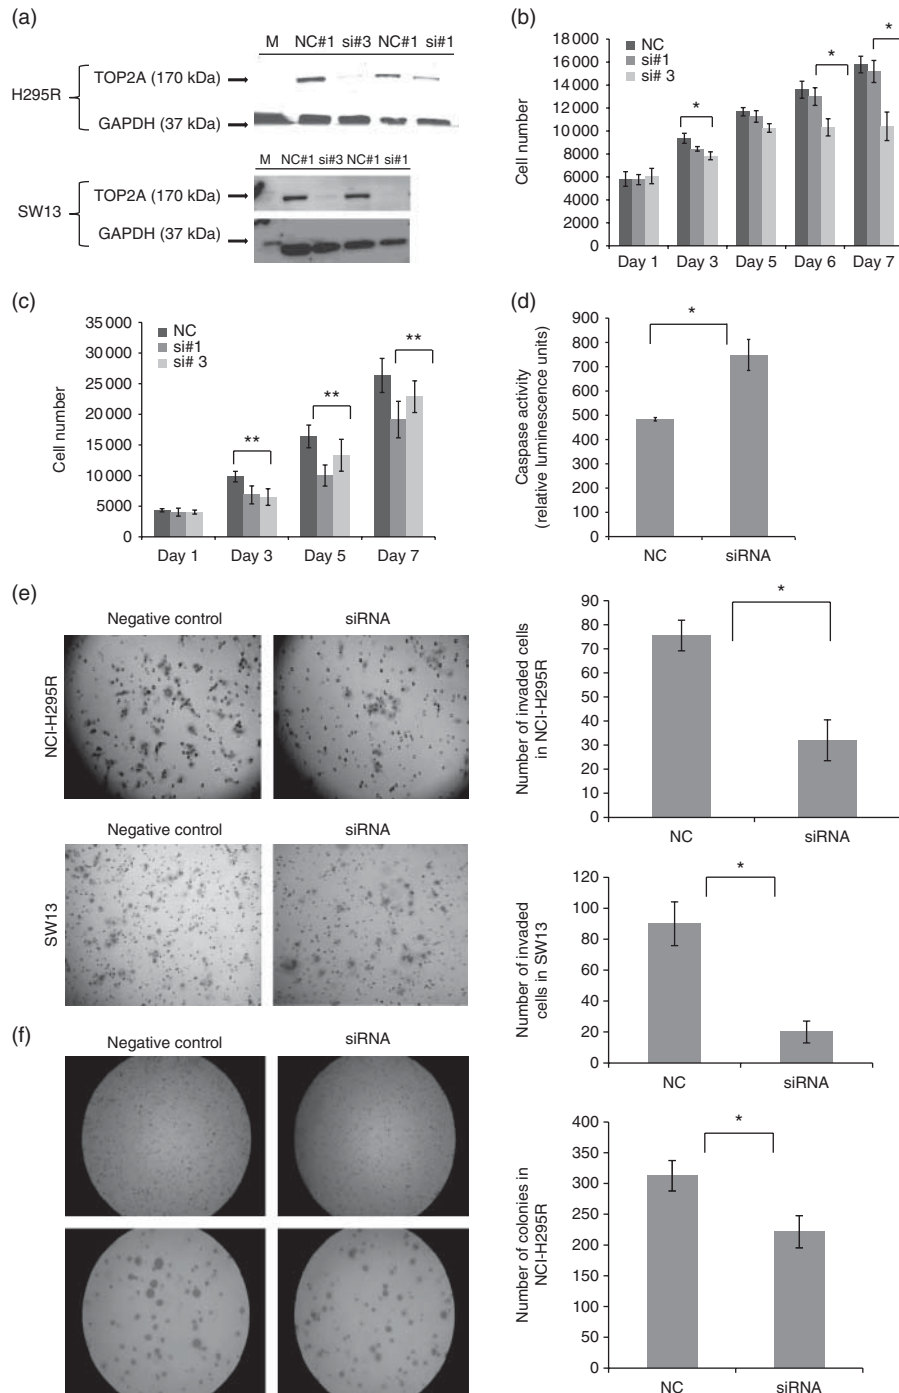 (a)
M NC#1 si#3 NC#1 si#1
H295R
TOP2A (170 kDa)
GAPDH (37 kDa)
M NC#1 si#3 NC#1 si#1
SW13
TOP2A (170 kDa)
GAPDH (37 kDa)
(b)
Cell number
18 000
16 000
14 000
12 000
10 000
8000
6000
4000
2000
0
NC
si#1
si# 3
*
*
*
Day 1 Day 3 Day 5 Day 6 Day 7
(c)
Cell number
35 000
30 000
25 000
20 000
15 000
10 000
5000
0
NC
si#1
si# 3
**
**
**
Day 1 Day 3 Day 5 Day 7
(d)
Caspase activity
(relative luminescence units)
900
800
700
600
500
400
300
200
100
0
*
NC siRNA
(e)
Negative control siRNA
NCI-H295R
Negative control siRNA
SW13
Number of invaded cells
in NCI-H295R
90
80
70
60
50
40
30
20
10
0
*
NC siRNA
Number of invaded
cells in SW13
120
100
80
60
40
20
0
*
NC siRNA
(f)
Negative control siRNA
Number of colonies in
NCI-H295R
400
350
300
250
200
150
100
50
0
*
NC siRNA